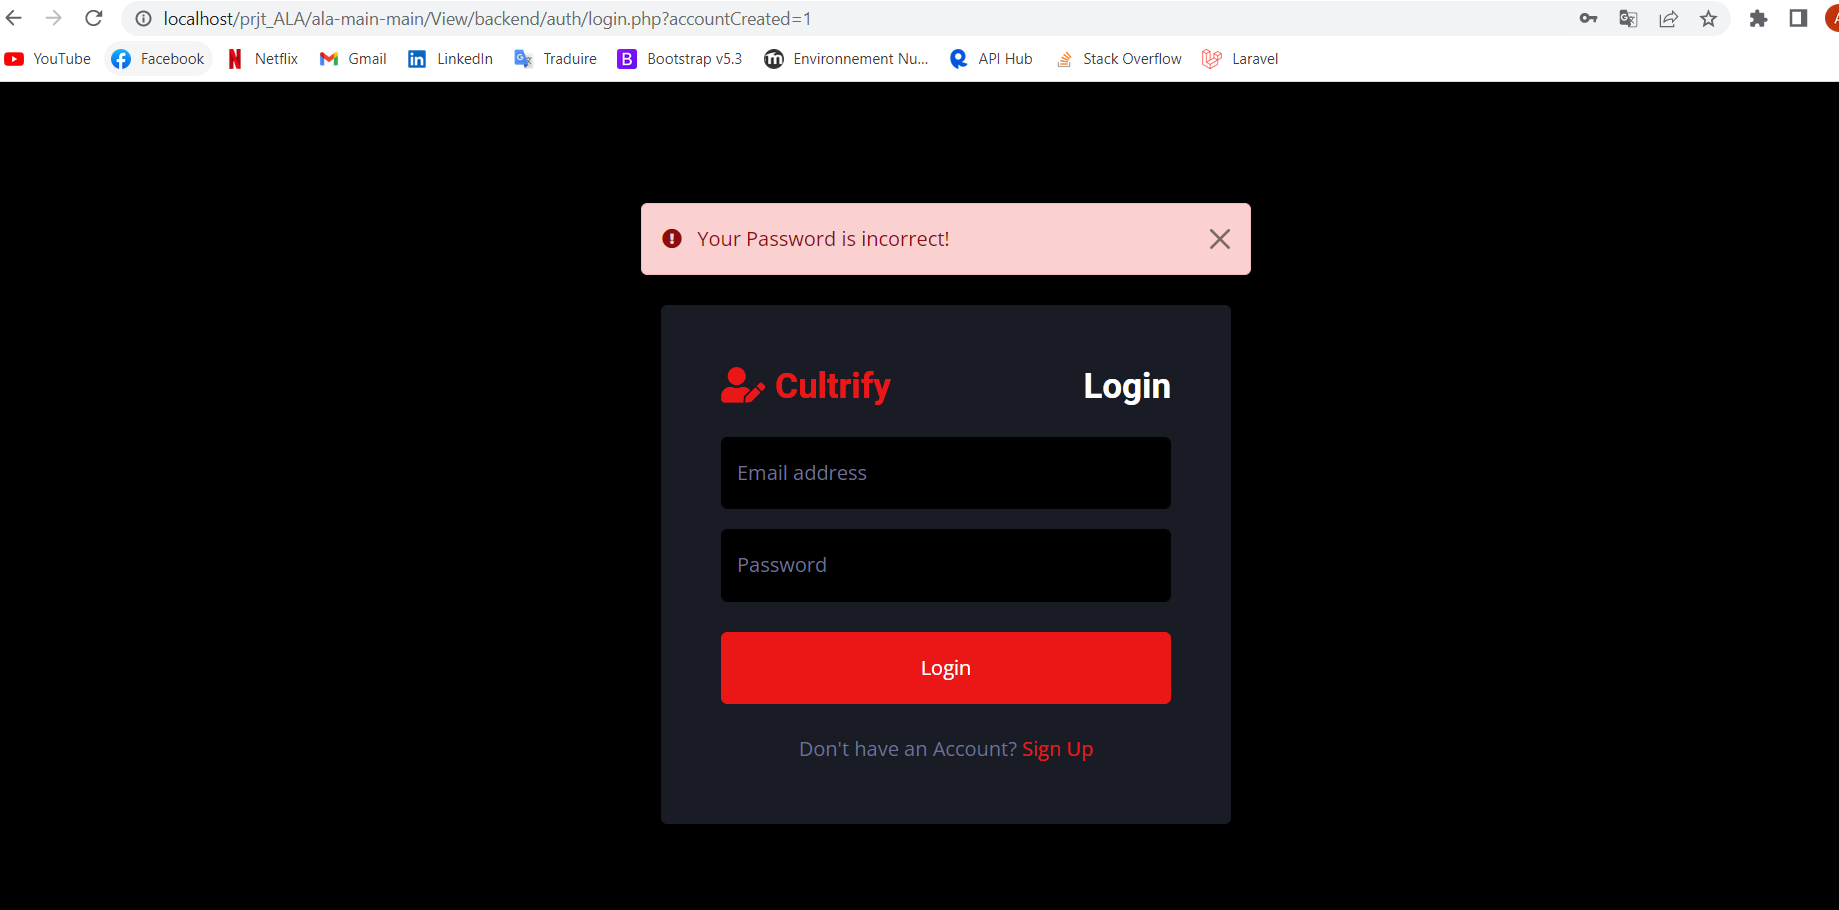 localhost/prjt_ALA/ala-main-main/View/backend/auth/login.php?accountCreated=1
YouTube Facebook Netflix Gmail LinkedIn Traduire Bootstrap v5.3 Environnement Nu... API Hub Stack Overflow Laravel
Your Password is incorrect!
Cultrify Login
Email address
Password
Login
Don't have an Account? Sign Up